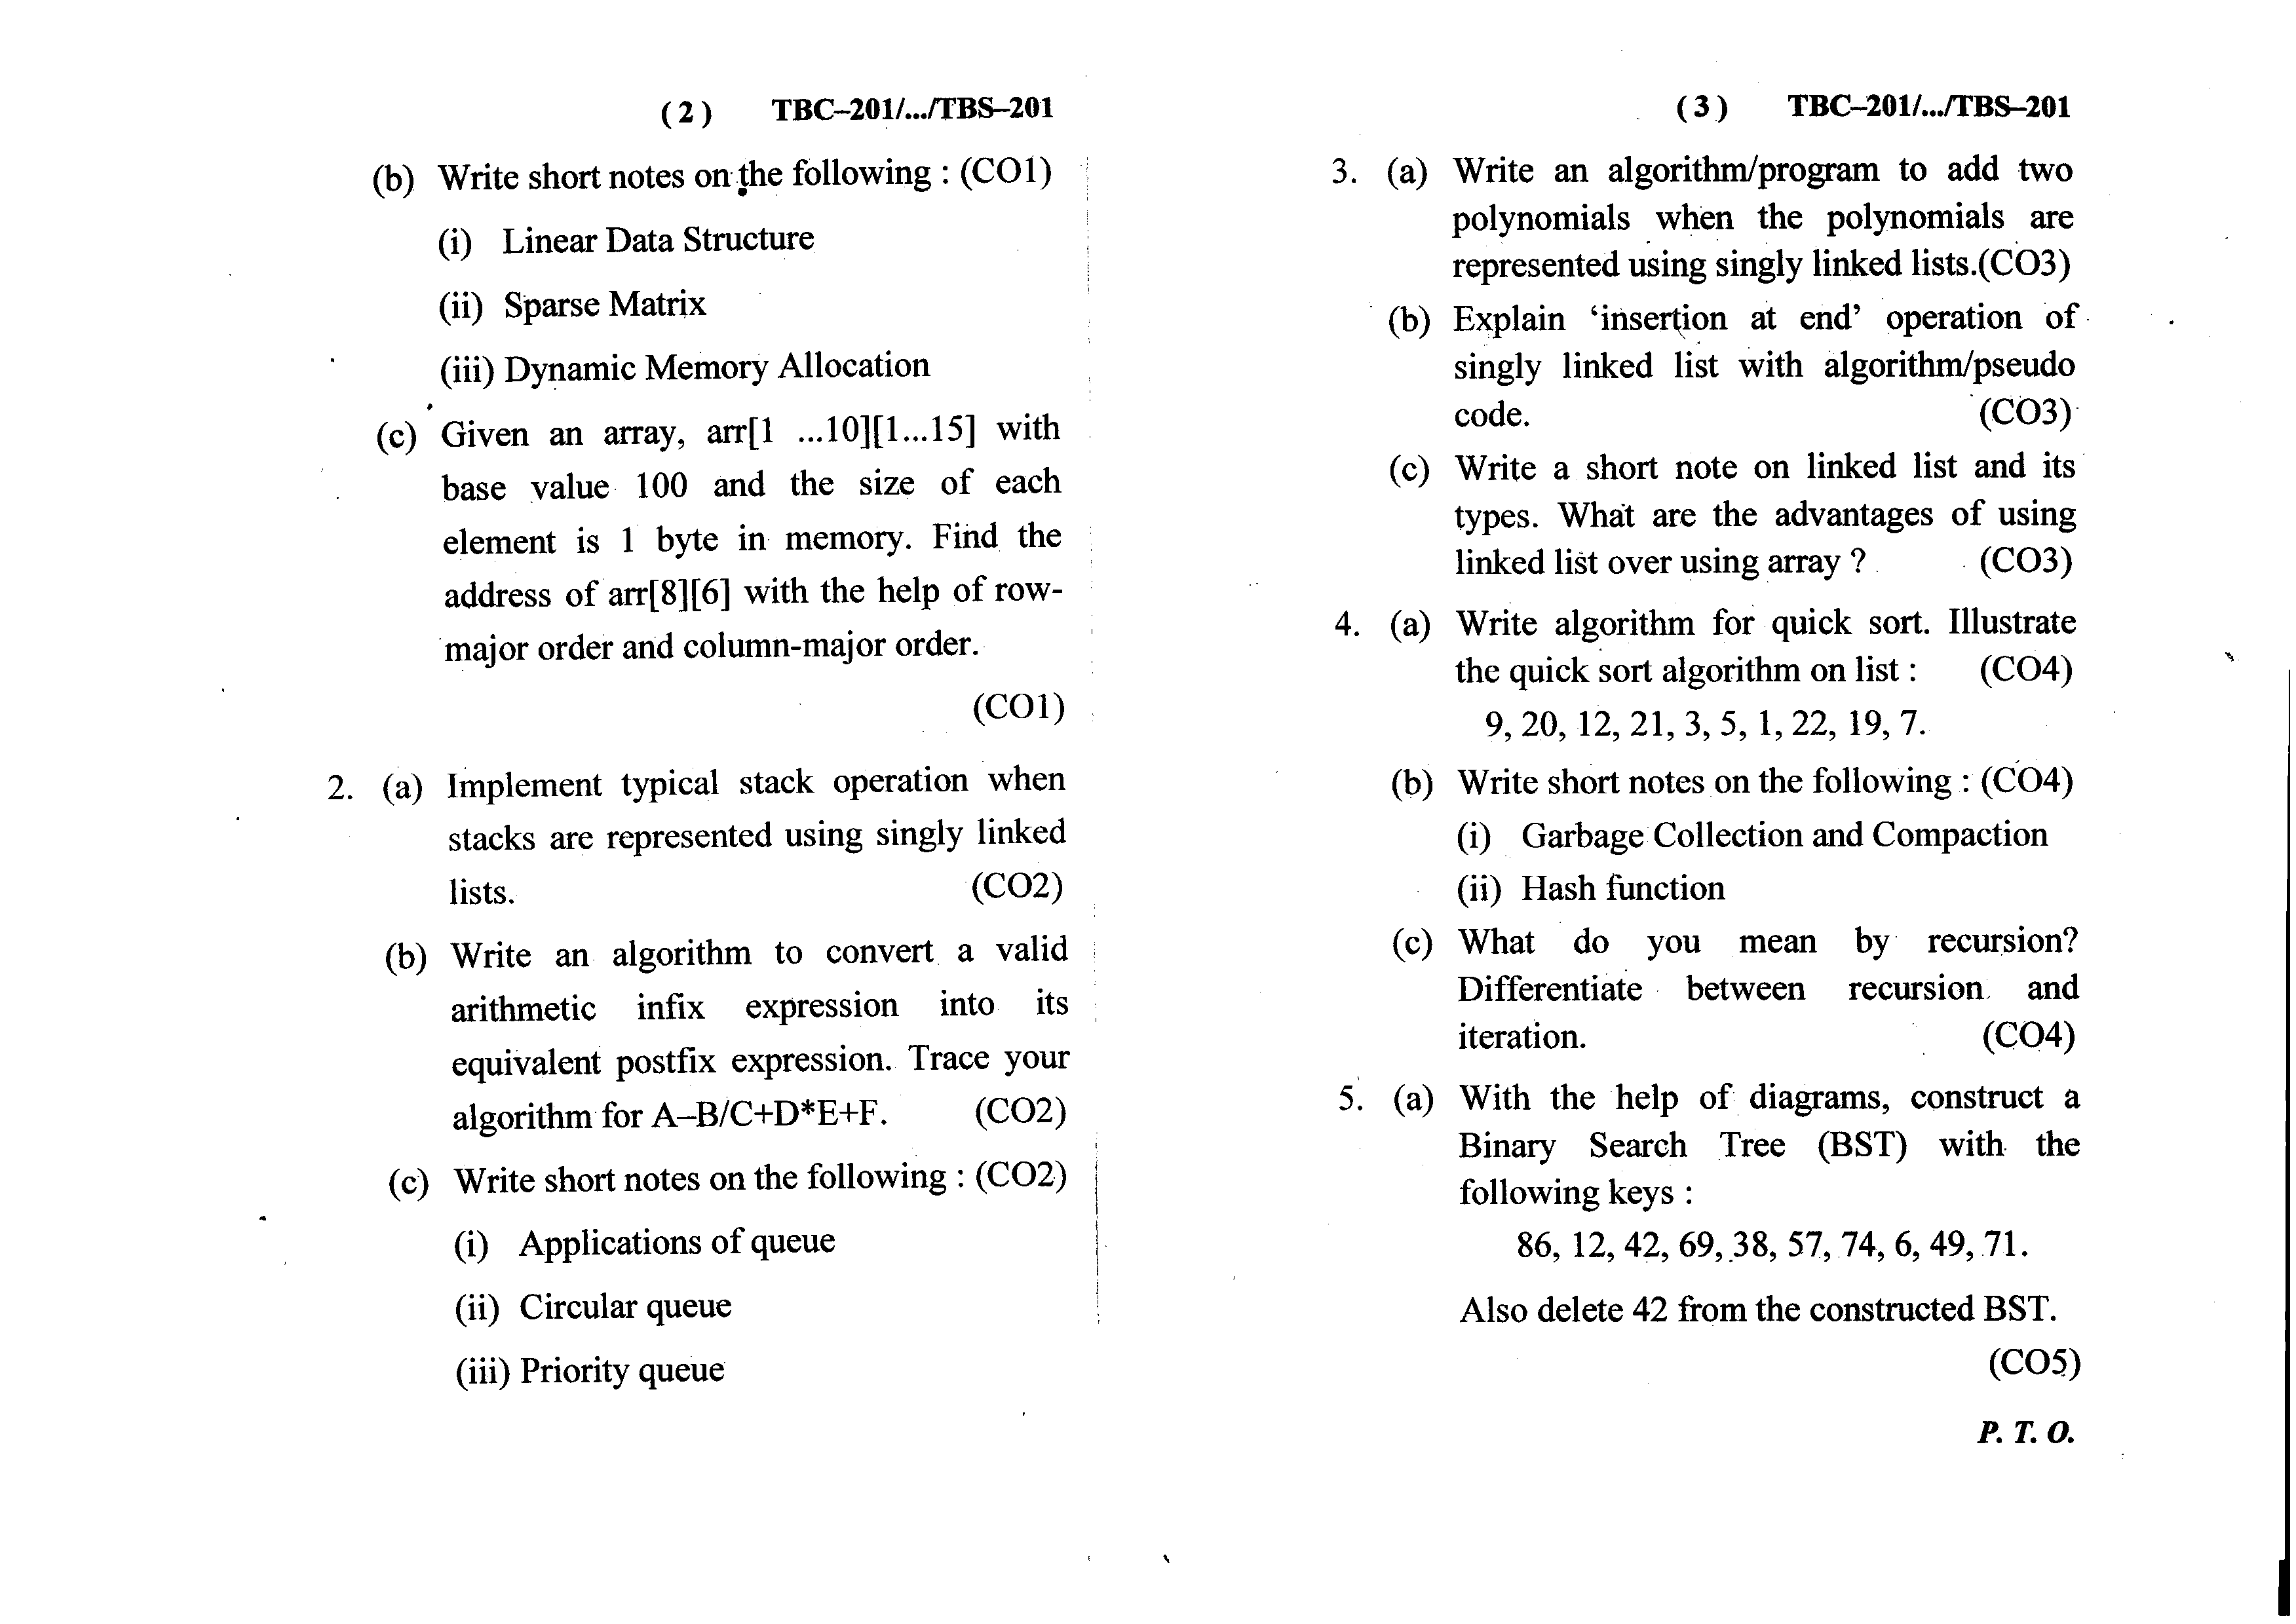 ( 2 ) TBC–201/.../TBS–201
(b) Write short notes on the following : (CO1)
(i) Linear Data Structure
(ii) Sparse Matrix
(iii) Dynamic Memory Allocation
(c) Given an array, arr[1 ...10][1...15] with
base value 100 and the size of each
element is 1 byte in memory. Find the
address of arr[8][6] with the help of row-
major order and column-major order.
(CO1)
2. (a) Implement typical stack operation when
stacks are represented using singly linked
lists. (CO2)
(b) Write an algorithm to convert a valid
arithmetic infix expression into its
equivalent postfix expression. Trace your
algorithm for A–B/C+D*E+F. (CO2)
(c) Write short notes on the following : (CO2)
(i) Applications of queue
(ii) Circular queue
(iii) Priority queue
( 3 ) TBC–201/.../TBS–201
3. (a) Write an algorithm/program to add two
polynomials when the polynomials are
represented using singly linked lists.(CO3)
(b) Explain ‘insertion at end’ operation of
singly linked list with algorithm/pseudo
code. (CO3)
(c) Write a short note on linked list and its
types. What are the advantages of using
linked list over using array ? (CO3)
4. (a) Write algorithm for quick sort. Illustrate
the quick sort algorithm on list : (CO4)
9, 20, 12, 21, 3, 5, 1, 22, 19, 7.
(b) Write short notes on the following : (CO4)
(i) Garbage Collection and Compaction
(ii) Hash function
(c) What do you mean by recursion?
Differentiate between recursion and
iteration. (CO4)
5. (a) With the help of diagrams, construct a
Binary Search Tree (BST) with the
following keys :
86, 12, 42, 69, 38, 57, 74, 6, 49, 71.
Also delete 42 from the constructed BST.
(CO5)
P. T. O.